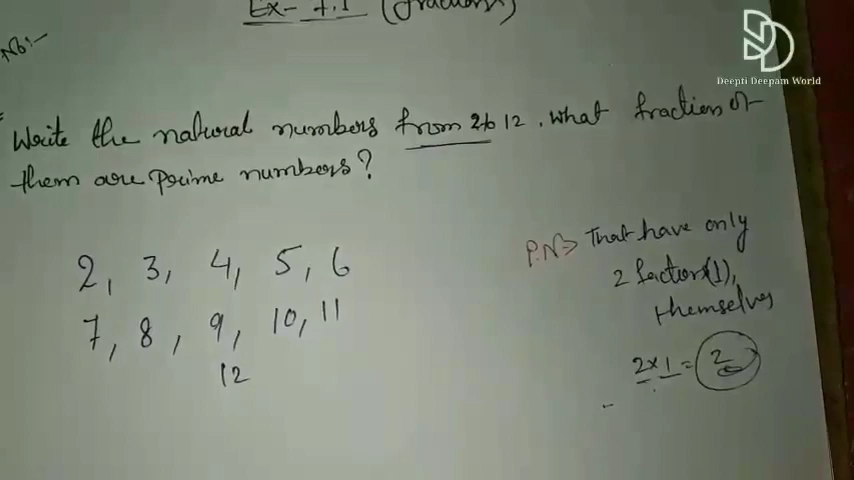 Ex- 7.1 (fractions)
No:-
Deepti Deepam World
Write the natural numbers from 2 to 12. what fraction of
them are prime numbers?
2, 3, 4, 5, 6
7, 8, 9, 10, 11
12
P.N => That have only
2 factors(1),
themselves
2x1=2